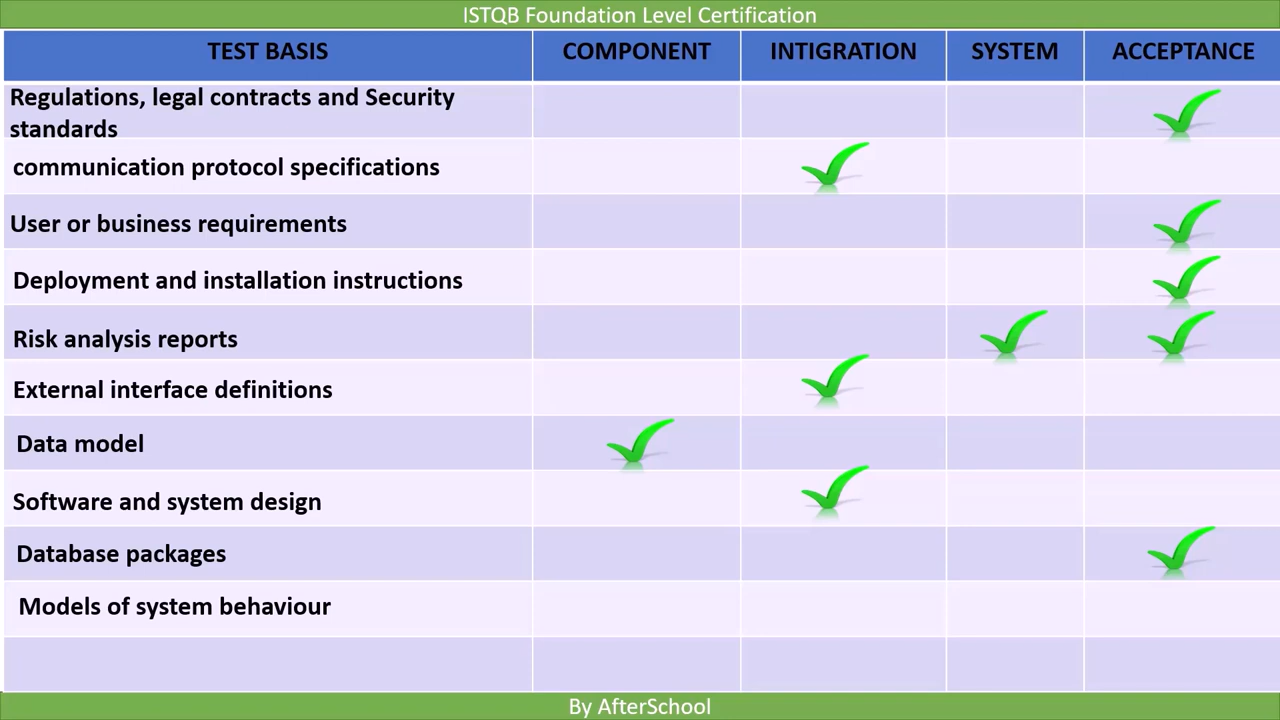 ISTQB Foundation Level Certification
TEST BASIS COMPONENT INTIGRATION SYSTEM ACCEPTANCE
Regulations, legal contracts and Security
standards
communication protocol specifications
User or business requirements
Deployment and installation instructions
Risk analysis reports
External interface definitions
Data model
Software and system design
Database packages
Models of system behaviour
By AfterSchool